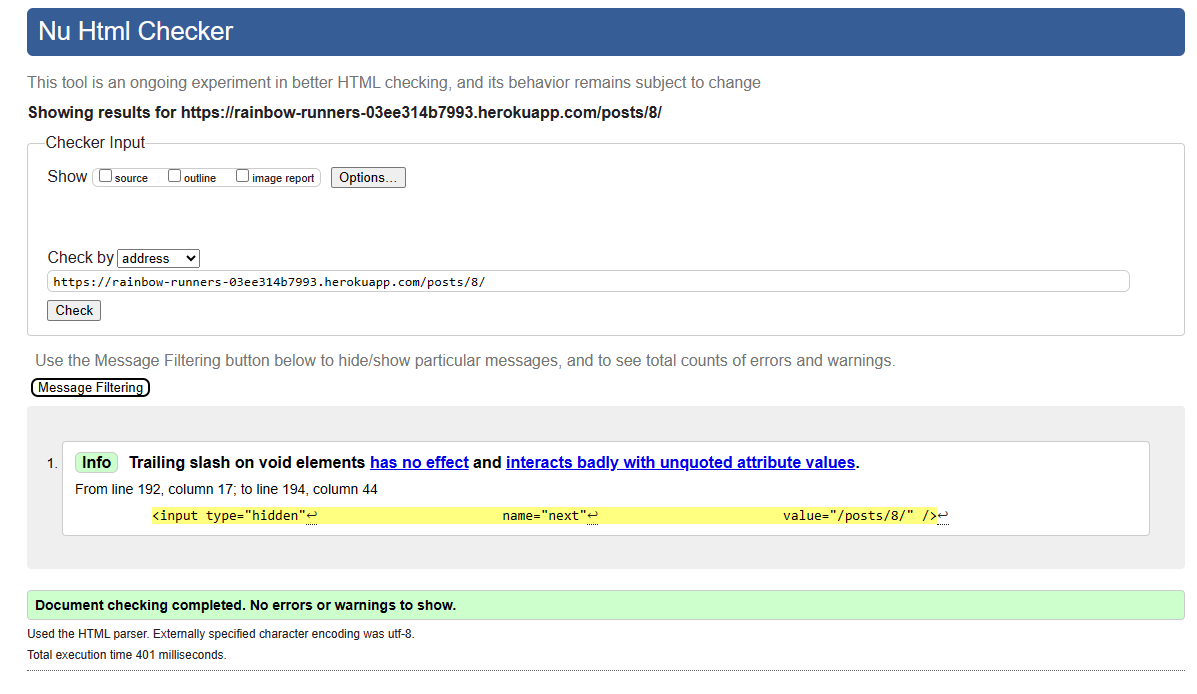 Nu Html Checker
This tool is an ongoing experiment in better HTML checking, and its behavior remains subject to change
Showing results for https://rainbow-runners-03ee314b7993.herokuapp.com/posts/8/
Checker Input
Show source outline image report Options...
Check by address
https://rainbow-runners-03ee314b7993.herokuapp.com/posts/8/
Check
Use the Message Filtering button below to hide/show particular messages, and to see total counts of errors and warnings.
Message Filtering
1. Info Trailing slash on void elements has no effect and interacts badly with unquoted attribute values.
From line 192, column 17; to line 194, column 44
<input type="hidden"↩ name="next"↩ value="/posts/8/" />↩
Document checking completed. No errors or warnings to show.
Used the HTML parser. Externally specified character encoding was utf-8.
Total execution time 401 milliseconds.